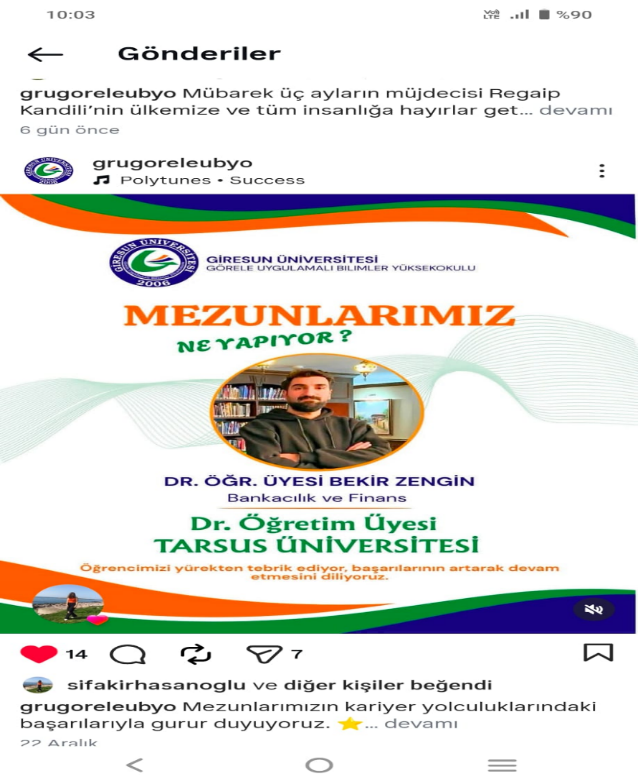 10:03
VoD LTE %90
Gönderiler
grugoreleubyo Mübarek üç ayların müjdecisi Regaip
Kandili'nin ülkemize ve tüm insanlığa hayırlar get... devamı
6 gün önce
grugoreleubyo
Polytunes • Success
GİRESUN ÜNİVERSİTESİ
2006
GİRESUN ÜNİVERSİTESİ
GÖRELE UYGULAMALI BİLİMLER YÜKSEKOKULU
MEZUNLARIMIZ
NE YAPIYOR ?
DR. ÖĞR. ÜYESİ BEKİR ZENGİN
Bankacılık ve Finans
Dr. Öğretim Üyesi
TARSUS ÜNİVERSİTESİ
Öğrencimizi yürekten tebrik ediyor, başarılarının artarak devam
etmesini diliyoruz.
14 7
sifakirhasanoglu ve diğer kişiler beğendi
grugoreleubyo Mezunlarımızın kariyer yolculuklarındaki
başarılarıyla gurur duyuyoruz. ⭐... devamı
22 Aralık